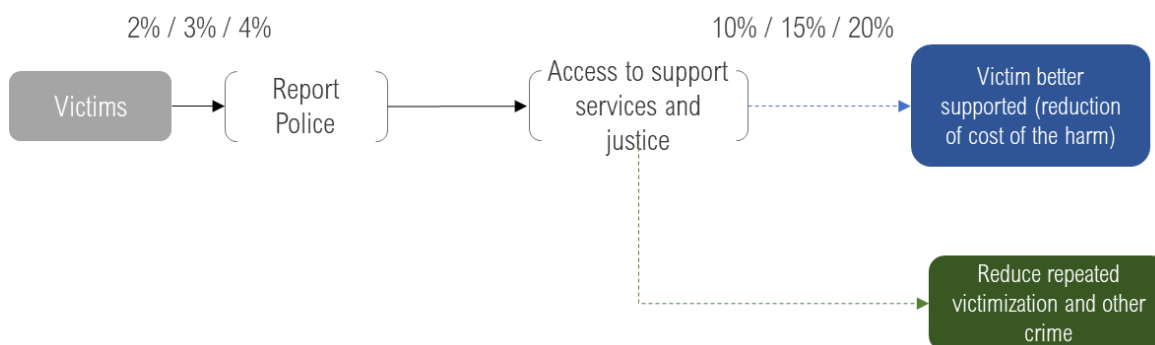 2% / 3% / 4%
10% / 15% / 20%
Victims
Report
Police
Access to support
services and
justice
Victim better
supported (reduction
of cost of the harm)
Reduce repeated
victimization and other
crime